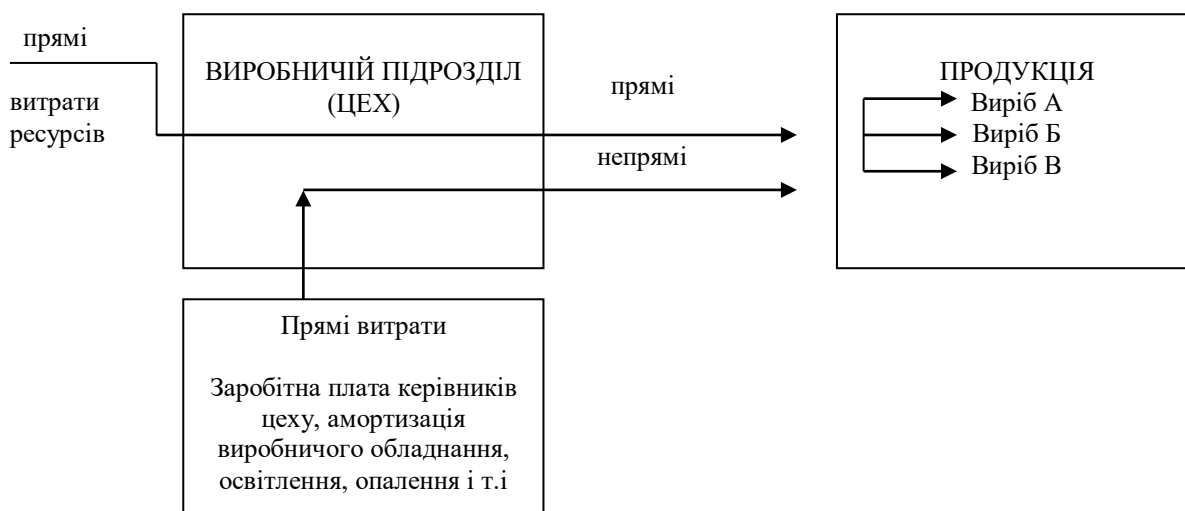 прямі
витрати
ресурсів
ВИРОБНИЧІЙ ПІДРОЗДІЛ
(ЦЕХ)
прямі
непрямі
ПРОДУКЦІЯ
Виріб А
Виріб Б
Виріб В
Прямі витрати
Заробітна плата керівників
цеху, амортизація
виробничого обладнання,
освітлення, опалення і т.і